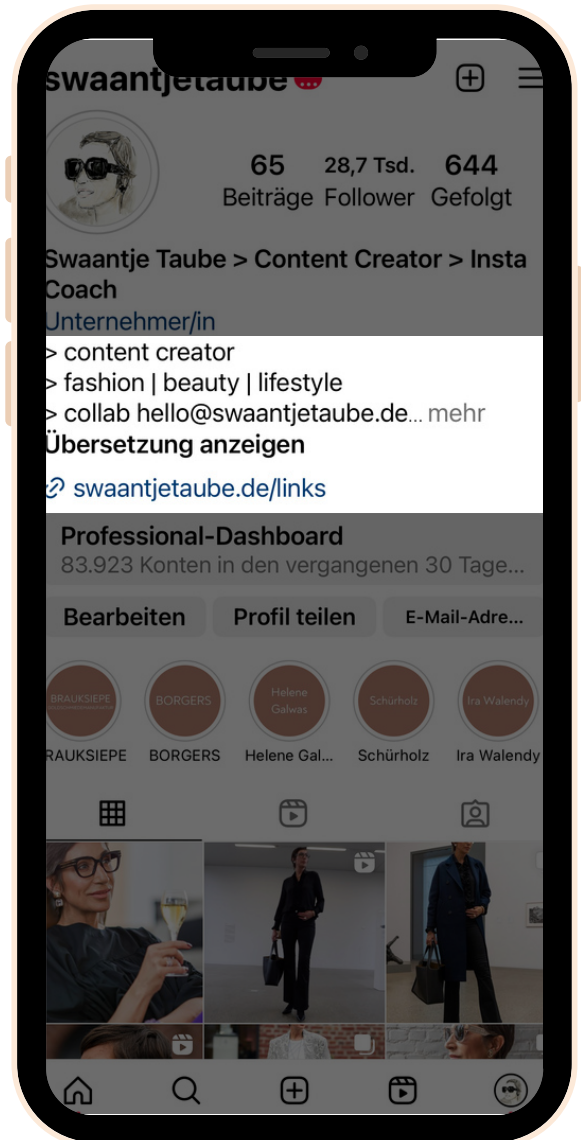 swaantjetaube
65 28,7 Tsd. 644
Beiträge Follower Gefolgt
Swaantje Taube > Content Creator > Insta
Coach
Unternehmer/in
> content creator
> fashion | beauty | lifestyle
> collab hello@swaantjetaube.de... mehr
Übersetzung anzeigen
swaantjetaube.de/links
Professional-Dashboard
83.923 Konten in den vergangenen 30 Tage...
Bearbeiten Profil teilen E-Mail-Adre...
BRAUKSIEPE BORGERS Helene Schürholz Ira Walendy
Galwas
RAUKSIEPE BORGERS Helene Gal... Schürholz Ira Walendy